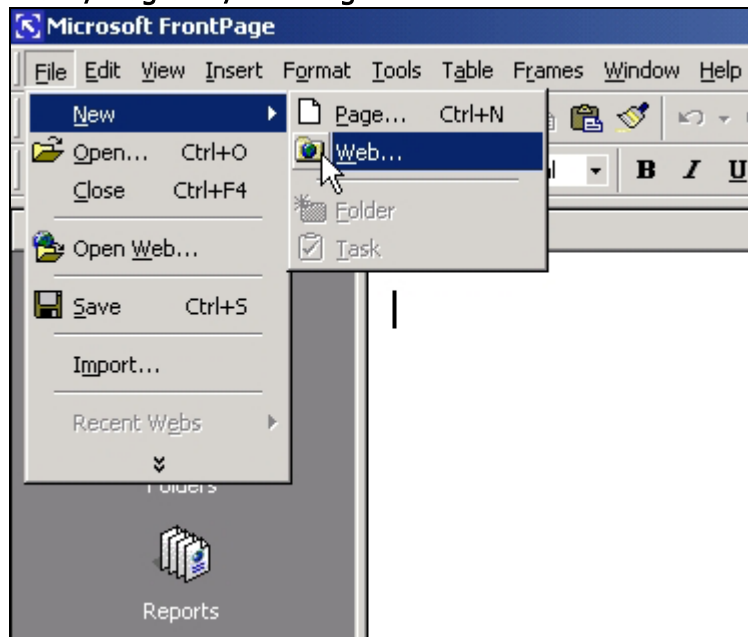 Microsoft FrontPage
File Edit View Insert Format Tools Table Frames Window Help
New
Page... Ctrl+N
Open... Ctrl+O
Web...
B I U
Close Ctrl+F4
Folder
Open Web...
Task
Save Ctrl+S
Import...
Recent Webs
Folders
Reports